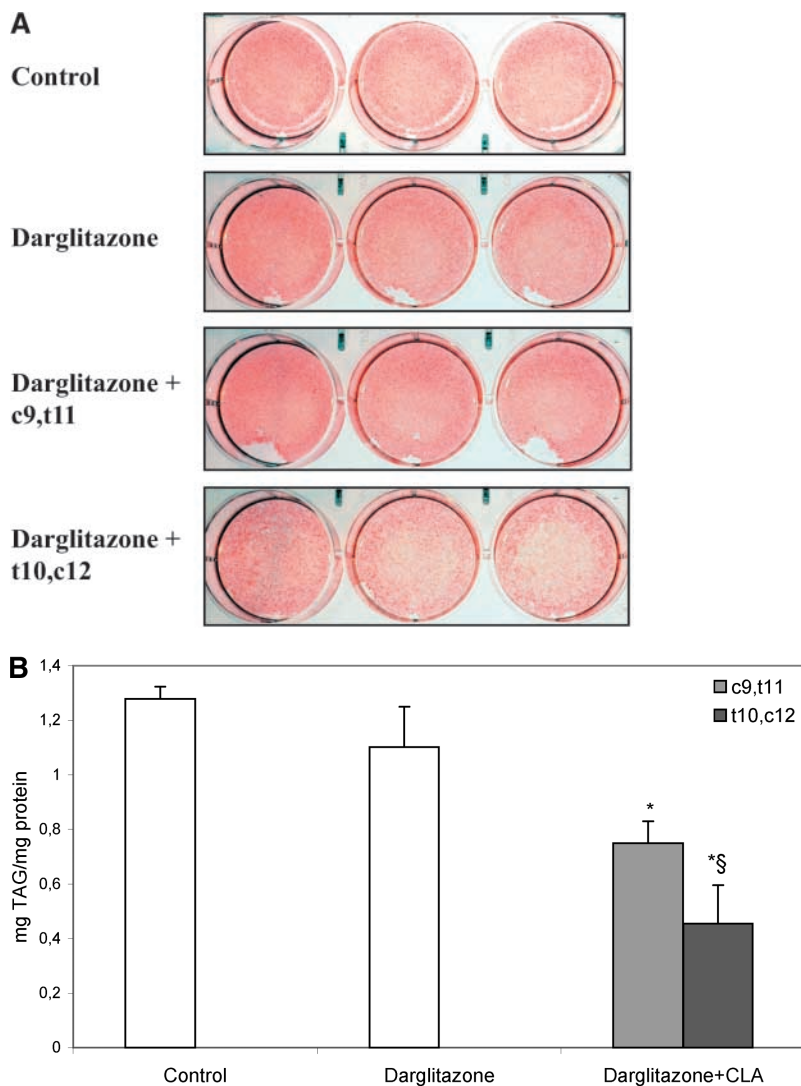 A
Control
Darglitazone
Darglitazone +
c9,t11
Darglitazone +
t10,c12
B
1,4
1,2
1
0,8
0,6
0,4
0,2
0
mg TAG/mg protein
c9,t11
t10,c12
*
*§
Control
Darglitazone
Darglitazone+CLA